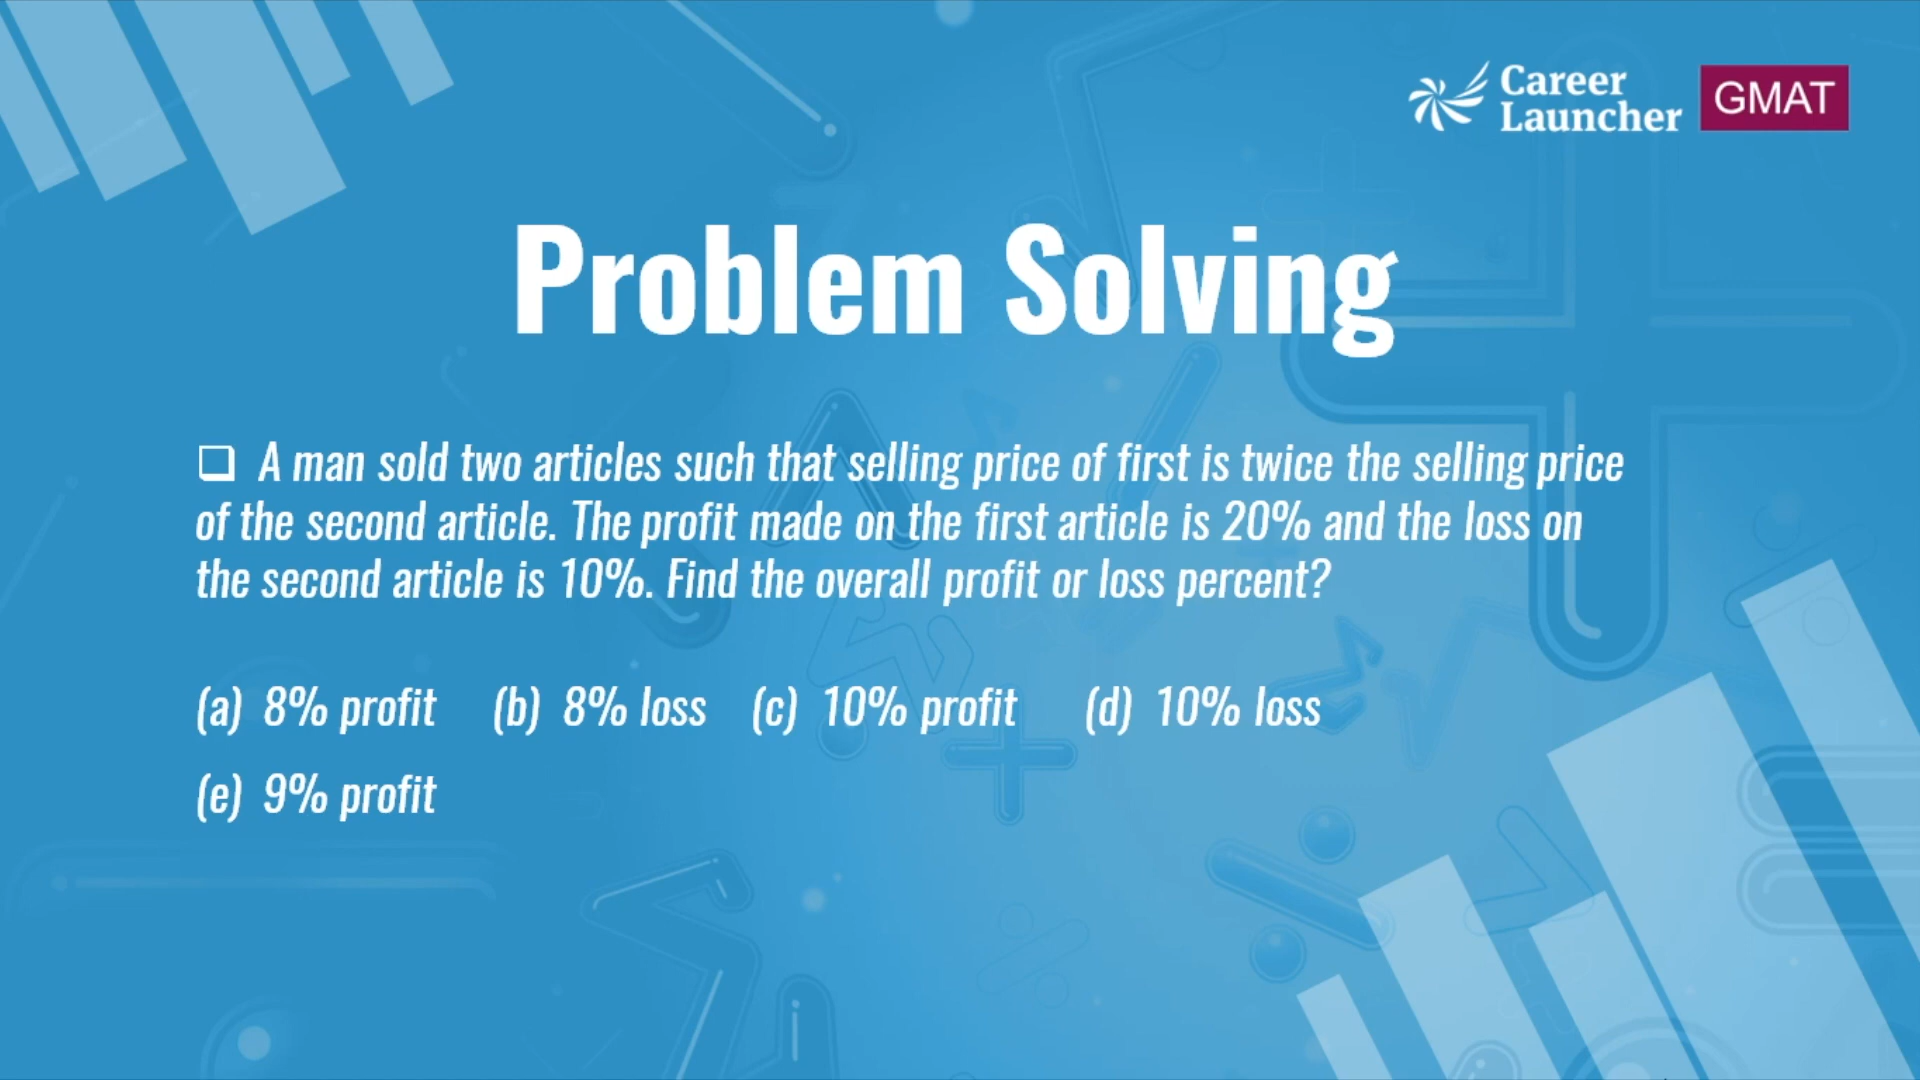 Career
Launcher
GMAT
Problem Solving
❑ A man sold two articles such that selling price of first is twice the selling price
of the second article. The profit made on the first article is 20% and the loss on
the second article is 10%. Find the overall profit or loss percent?
(a) 8% profit (b) 8% loss (c) 10% profit (d) 10% loss
(e) 9% profit